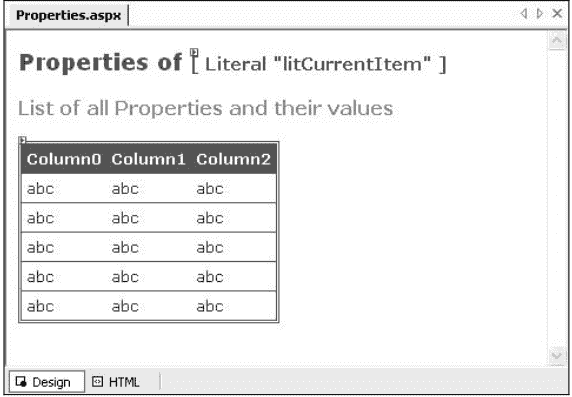 Properties.aspx
Properties of [ Literal "litCurrentItem" ]
List of all Properties and their values
Column0 Column1 Column2
abc abc abc
abc abc abc
abc abc abc
abc abc abc
abc abc abc
Design HTML